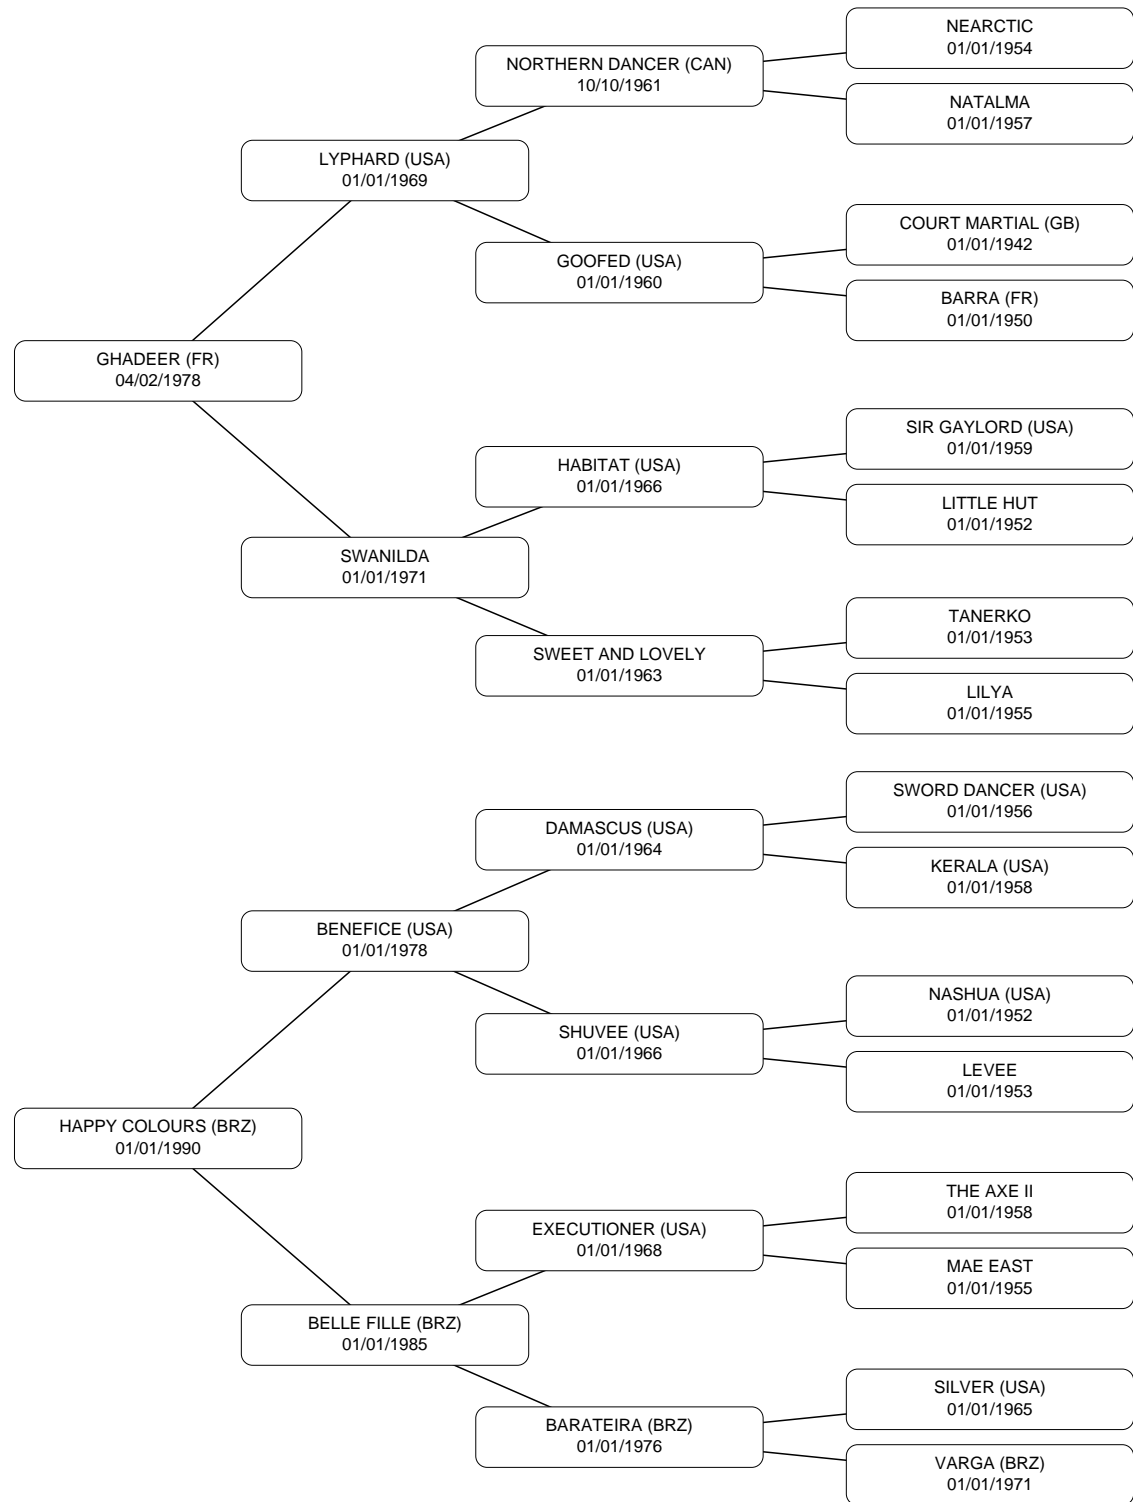 NEARCTIC
01/01/1954
NORTHERN DANCER (CAN)
10/10/1961
NATALMA
01/01/1957
LYPHARD (USA)
01/01/1969
COURT MARTIAL (GB)
01/01/1942
GOOFED (USA)
01/01/1960
BARRA (FR)
01/01/1950
GHADEER (FR)
04/02/1978
SIR GAYLORD (USA)
01/01/1959
HABITAT (USA)
01/01/1966
LITTLE HUT
01/01/1952
SWANILDA
01/01/1971
TANERKO
01/01/1953
SWEET AND LOVELY
01/01/1963
LILYA
01/01/1955
SWORD DANCER (USA)
01/01/1956
DAMASCUS (USA)
01/01/1964
KERALA (USA)
01/01/1958
BENEFICE (USA)
01/01/1978
NASHUA (USA)
01/01/1952
SHUVEE (USA)
01/01/1966
LEVEE
01/01/1953
HAPPY COLOURS (BRZ)
01/01/1990
THE AXE II
01/01/1958
EXECUTIONER (USA)
01/01/1968
MAE EAST
01/01/1955
BELLE FILLE (BRZ)
01/01/1985
SILVER (USA)
01/01/1965
BARATEIRA (BRZ)
01/01/1976
VARGA (BRZ)
01/01/1971